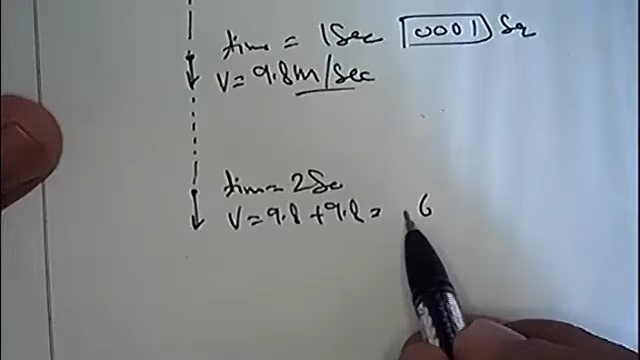 time = 1Sec 0001 Sec
V = 9.8m/Sec
time = 2Sec
V = 9.8 + 9.8 = 6